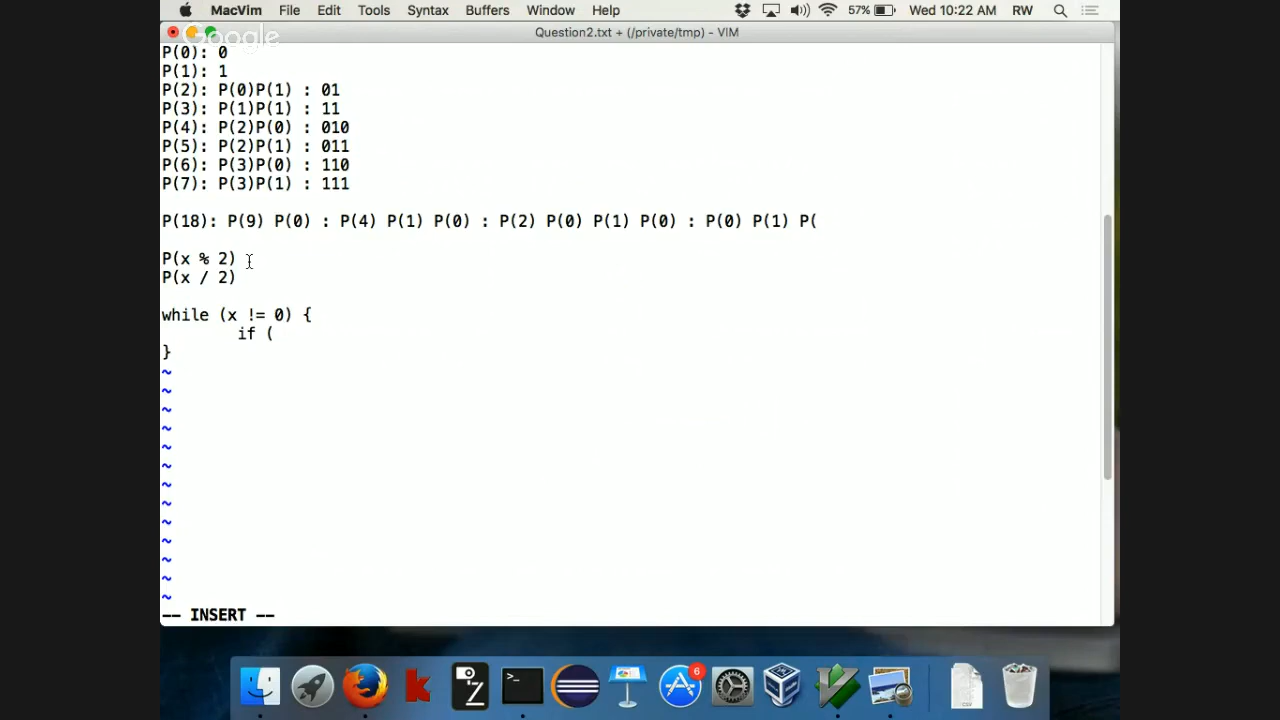 MacVim File Edit Tools Syntax Buffers Window Help 57% Wed 10:22 AM RW
Google
Question2.txt + (/private/tmp) - VIM
P(0): 0
P(1): 1
P(2): P(0)P(1) : 01
P(3): P(1)P(1) : 11
P(4): P(2)P(0) : 010
P(5): P(2)P(1) : 011
P(6): P(3)P(0) : 110
P(7): P(3)P(1) : 111
P(18): P(9) P(0) : P(4) P(1) P(0) : P(2) P(0) P(1) P(0) : P(0) P(1) P(
P(x % 2)
P(x / 2)
while (x != 0) {
if (
}
~
~
~
~
~
~
~
~
~
~
~
~
~
-- INSERT --
6